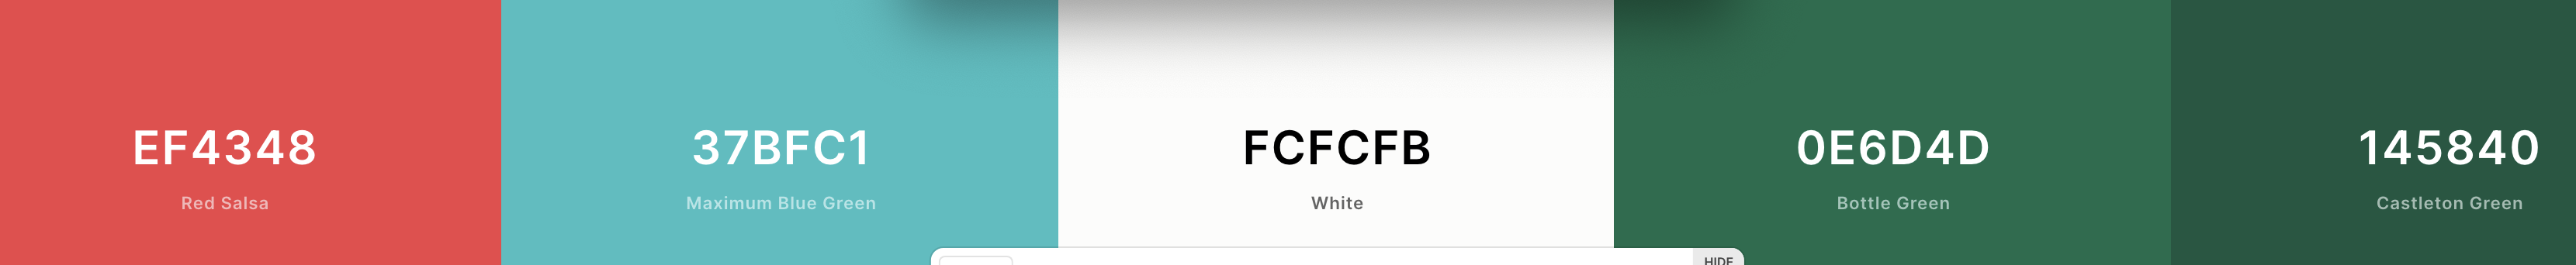 EF4348
Red Salsa
37BFC1
Maximum Blue Green
FCFCFB
White
0E6D4D
Bottle Green
145840
Castleton Green
HIDE